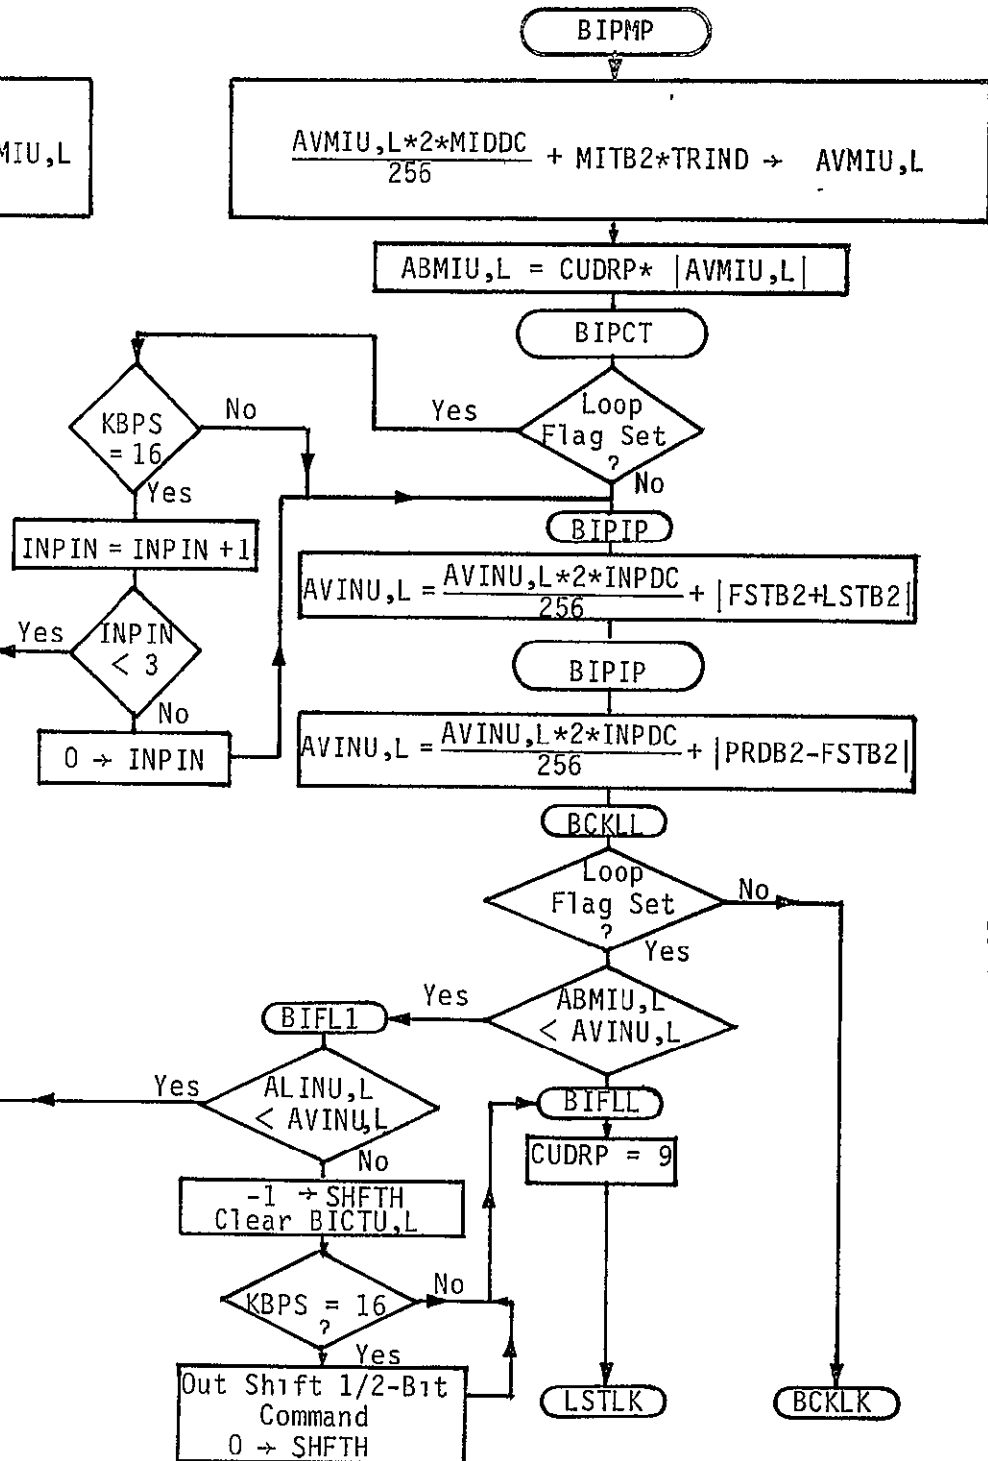 BIPMP
MIU,L
AVMIU,L*2*MIDDC
256
+ MITB2*TRIND → AVMIU,L
ABMIU,L = CUDRP* |AVMIU,L|
BIPCT
Loop
Flag Set
?
Yes
No
KBPS
= 16
No
Yes
INPIN = INPIN +1
INPIN
< 3
Yes
No
0 → INPIN
BIPIP
AVINU,L = AVINU,L*2*INPDC
256
+ |FSTB2+LSTB2|
BIPIP
AVINU,L = AVINU,L*2*INPDC
256
+ |PRDB2-FSTB2|
BCKLL
Loop
Flag Set
?
No
Yes
ABMIU,L
< AVINU,L
Yes
BIFL1
ALINU,L
< AVINU,L
Yes
No
BIFLL
CUDRP = 9
-1 → SHFTH
Clear BICTU,L
KBPS = 16
?
No
Yes
Out Shift 1/2-Bit
Command
0 → SHFTH
LSTLK
BCKLK